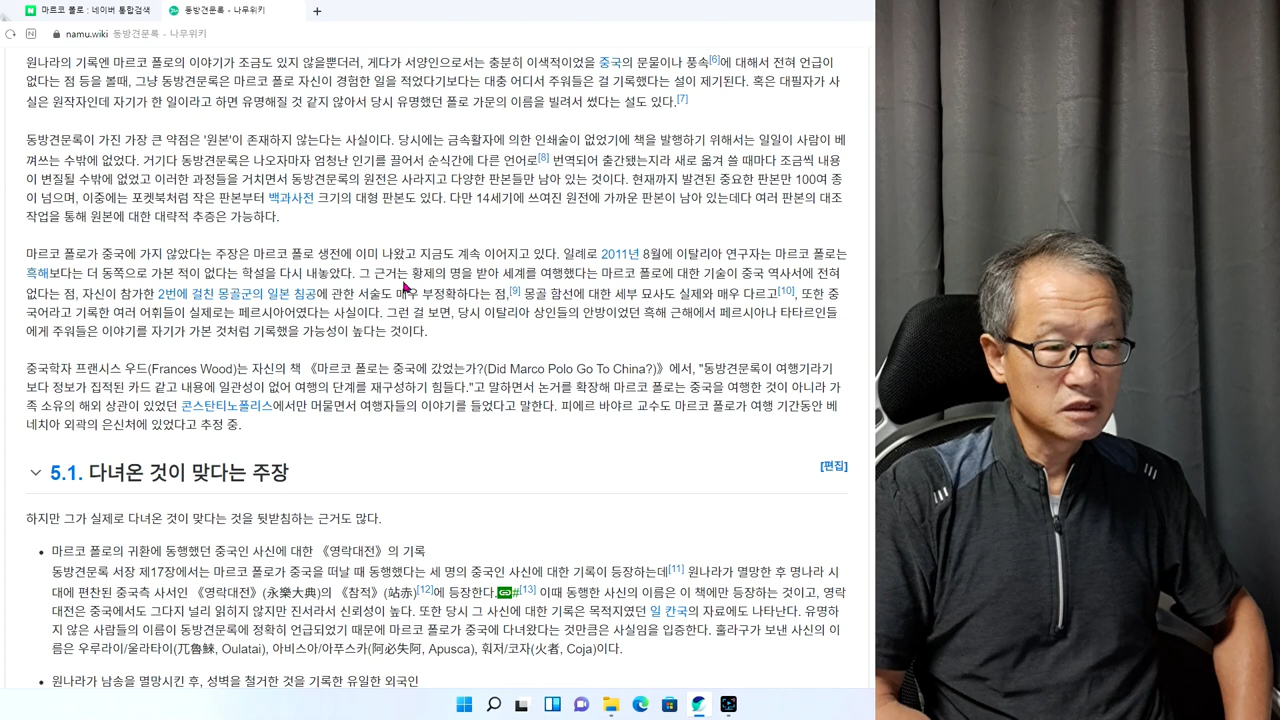 마르코 폴로 : 네이버 통합검색
동방견문록 - 나무위키
namu.wiki 동방견문록 - 나무위키
원나라의 기록엔 마르코 폴로의 이야기가 조금도 있지 않을뿐더러, 게다가 서양인으로서는 충분히 이색적이었을 중국의 문물이나 풍속[6]에 대해서 전혀 언급이
없다는 점 등을 볼때, 그냥 동방견문록은 마르코 폴로 자신이 경험한 일을 적었다기보다는 대충 어디서 주워들은 걸 기록했다는 설이 제기된다. 혹은 대필자가 사
실은 원작자인데 자기가 한 일이라고 하면 유명해질 것 같지 않아서 당시 유명했던 폴로 가문의 이름을 빌려서 썼다는 설도 있다.[7]
동방견문록이 가진 가장 큰 약점은 '원본'이 존재하지 않는다는 사실이다. 당시에는 금속활자에 의한 인쇄술이 없었기에 책을 발행하기 위해서는 일일이 사람이 베
껴쓰는 수밖에 없었다. 거기다 동방견문록은 나오자마자 엄청난 인기를 끌어서 순식간에 다른 언어로[8] 번역되어 출간됐는지라 새로 옮겨 쓸 때마다 조금씩 내용
이 변질될 수밖에 없었고 이러한 과정들을 거치면서 동방견문록의 원전은 사라지고 다양한 판본들만 남아 있는 것이다. 현재까지 발견된 중요한 판본만 100여 종
이 넘으며, 이중에는 포켓북처럼 작은 판본부터 백과사전 크기의 대형 판본도 있다. 다만 14세기에 쓰여진 원전에 가까운 판본이 남아 있는데다 여러 판본의 대조
작업을 통해 원본에 대한 대략적 추증은 가능하다.
마르코 폴로가 중국에 가지 않았다는 주장은 마르코 폴로 생전에 이미 나왔고 지금도 계속 이어지고 있다. 일례로 2011년 8월에 이탈리아 연구자는 마르코 폴로는
흑해보다는 더 동쪽으로 가본 적이 없다는 학설을 다시 내놓았다. 그 근거는 황제의 명을 받아 세계를 여행했다는 마르코 폴로에 대한 기술이 중국 역사서에 전혀
없다는 점, 자신이 참가한 2번에 걸친 몽골군의 일본 침공에 관한 서술도 매우 부정확하다는 점,[9] 몽골 함선에 대한 세부 묘사도 실제와 매우 다르고[10], 또한 중
국어라고 기록한 여러 어휘들이 실제로는 페르시아어였다는 사실이다. 그런 걸 보면, 당시 이탈리아 상인들의 안방이었던 흑해 근해에서 페르시아나 타타르인들
에게 주워들은 이야기를 자기가 가본 것처럼 기록했을 가능성이 높다는 것이다.
중국학자 프랜시스 우드(Frances Wood)는 자신의 책 《마르코 폴로는 중국에 갔었는가?(Did Marco Polo Go To China?)》에서, "동방견문록이 여행기라기
보다 정보가 집적된 카드 같고 내용에 일관성이 없어 여행의 단계를 재구성하기 힘들다."고 말하면서 논거를 확장해 마르코 폴로는 중국을 여행한 것이 아니라 가
족 소유의 해외 상관이 있었던 콘스탄티노폴리스에서만 머물면서 여행자들의 이야기를 들었다고 말한다. 피에르 바야르 교수도 마르코 폴로가 여행 기간동안 베
네치아 외곽의 은신처에 있었다고 추정 중.
5.1. 다녀온 것이 맞다는 주장 [편집]
하지만 그가 실제로 다녀온 것이 맞다는 것을 뒷받침하는 근거도 많다.
• 마르코 폴로의 귀환에 동행했던 중국인 사신에 대한 《영락대전》의 기록
동방견문록 서장 제17장에서는 마르코 폴로가 중국을 떠날 때 동행했다는 세 명의 중국인 사신에 대한 기록이 등장하는데[11] 원나라가 멸망한 후 명나라 시
대에 편찬된 중국측 사서인 《영락대전》(永樂大典)의 《참적》(站赤)[12]에 등장한다.#[13] 이때 동행한 사신의 이름은 이 책에만 등장하는 것이고, 영락
대전은 중국에서도 그다지 널리 읽히지 않지만 진서라서 신뢰성이 높다. 또한 당시 그 사신에 대한 기록은 목적지였던 일 칸국의 자료에도 나타난다. 유명하
지 않은 사람들의 이름이 동방견문록에 정확히 언급되었기 때문에 마르코 폴로가 중국에 다녀왔다는 것만큼은 사실임을 입증한다. 훌라구가 보낸 사신의 이
름은 우루라이/울라타이(兀魯䚅, Oulatai), 아비스아/아푸스카(阿必失阿, Apusca), 훠저/코자(火者, Coja)이다.
• 원나라가 남송을 멸망시킨 후, 성벽을 철거한 것을 기록한 유일한 외국인